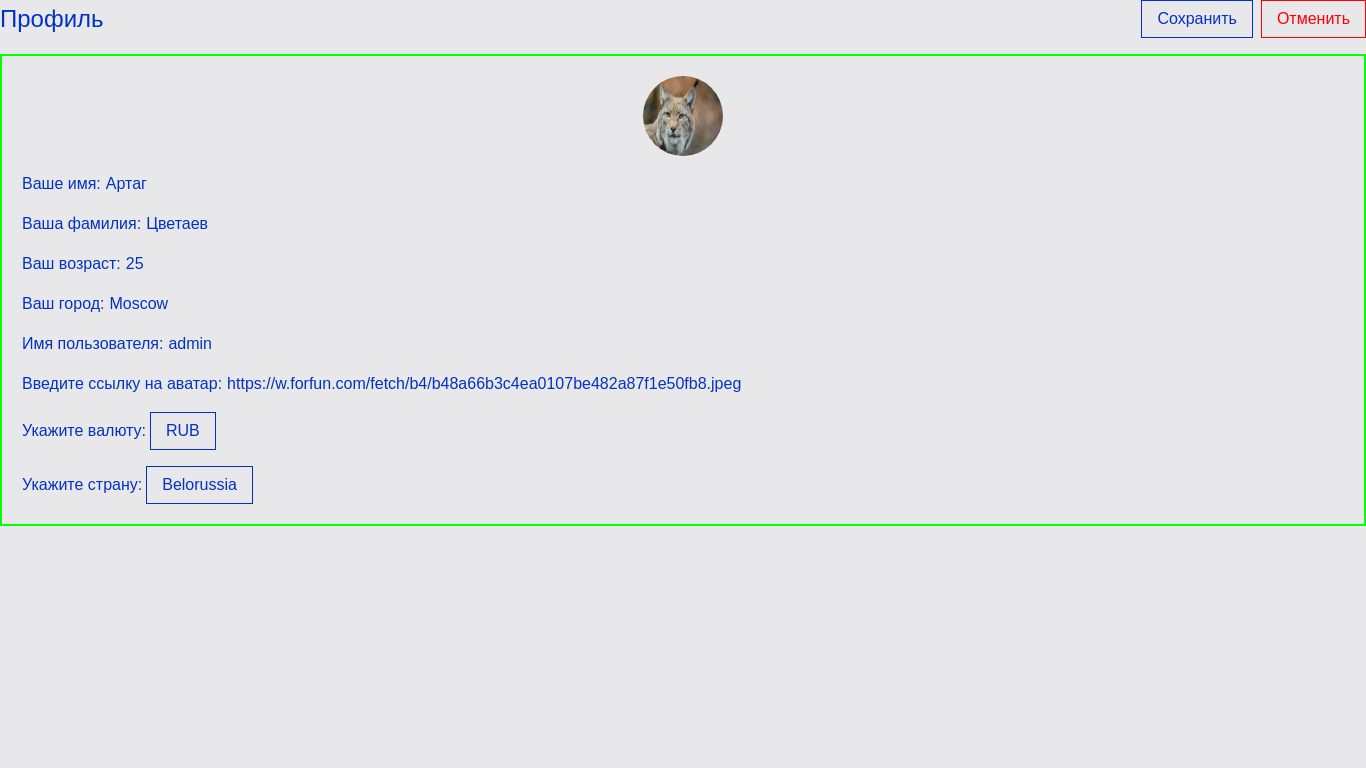 Профиль
Сохранить
Отменить
Ваше имя: Артаг
Ваша фамилия: Цветаев
Ваш возраст: 25
Ваш город: Moscow
Имя пользователя: admin
Введите ссылку на аватар: https://w.forfun.com/fetch/b4/b48a66b3c4ea0107be482a87f1e50fb8.jpeg
Укажите валюту: RUB
Укажите страну: Belorussia